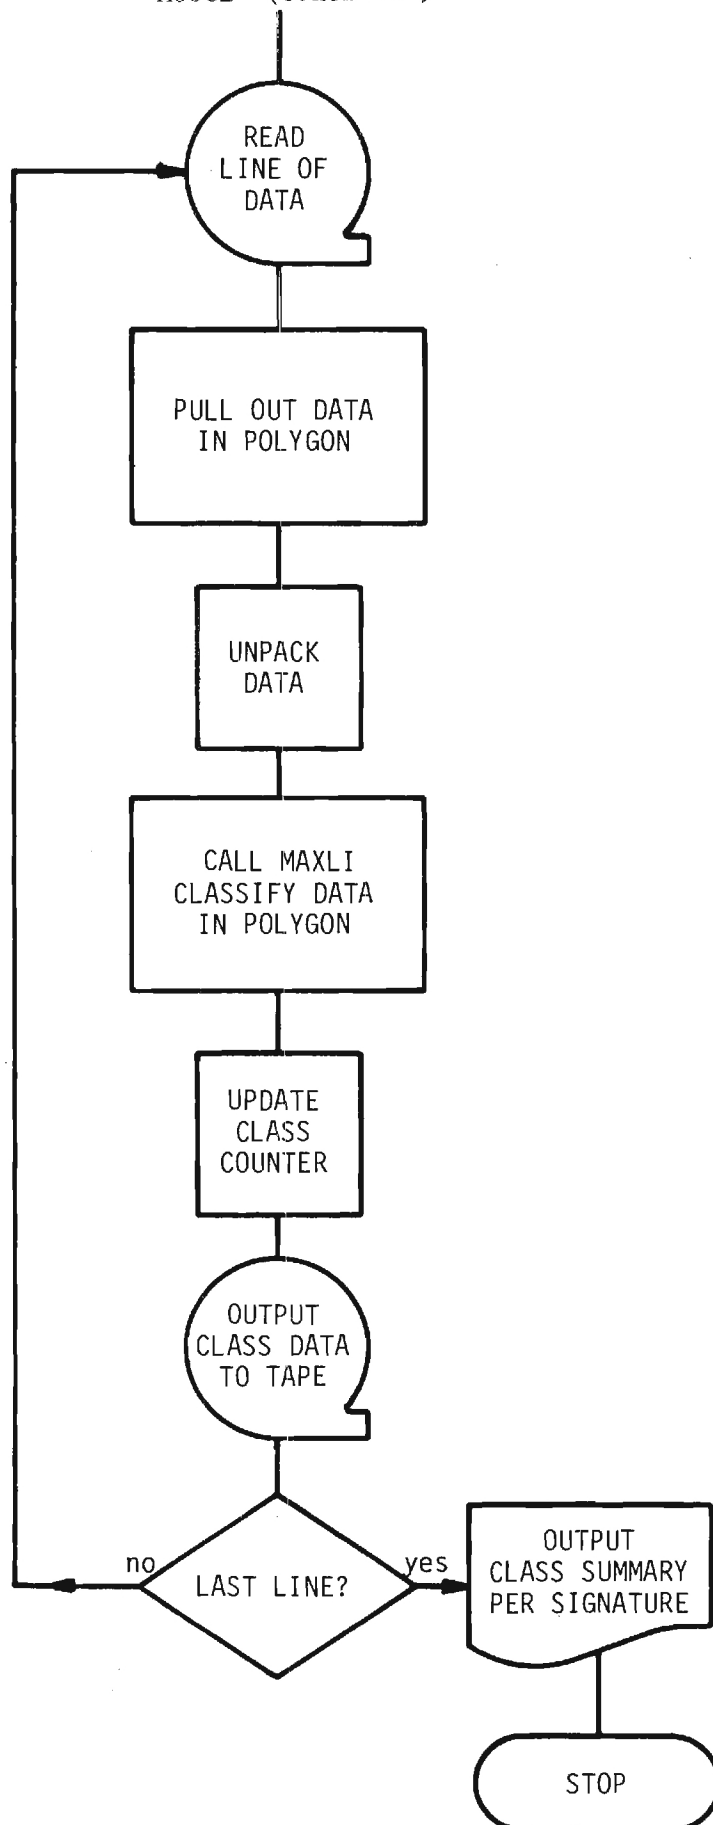 READ
LINE OF
DATA
PULL OUT DATA
IN POLYGON
UNPACK
DATA
CALL MAXLI
CLASSIFY DATA
IN POLYGON
UPDATE
CLASS
COUNTER
OUTPUT
CLASS DATA
TO TAPE
no
LAST LINE?
yes
OUTPUT
CLASS SUMMARY
PER SIGNATURE
STOP